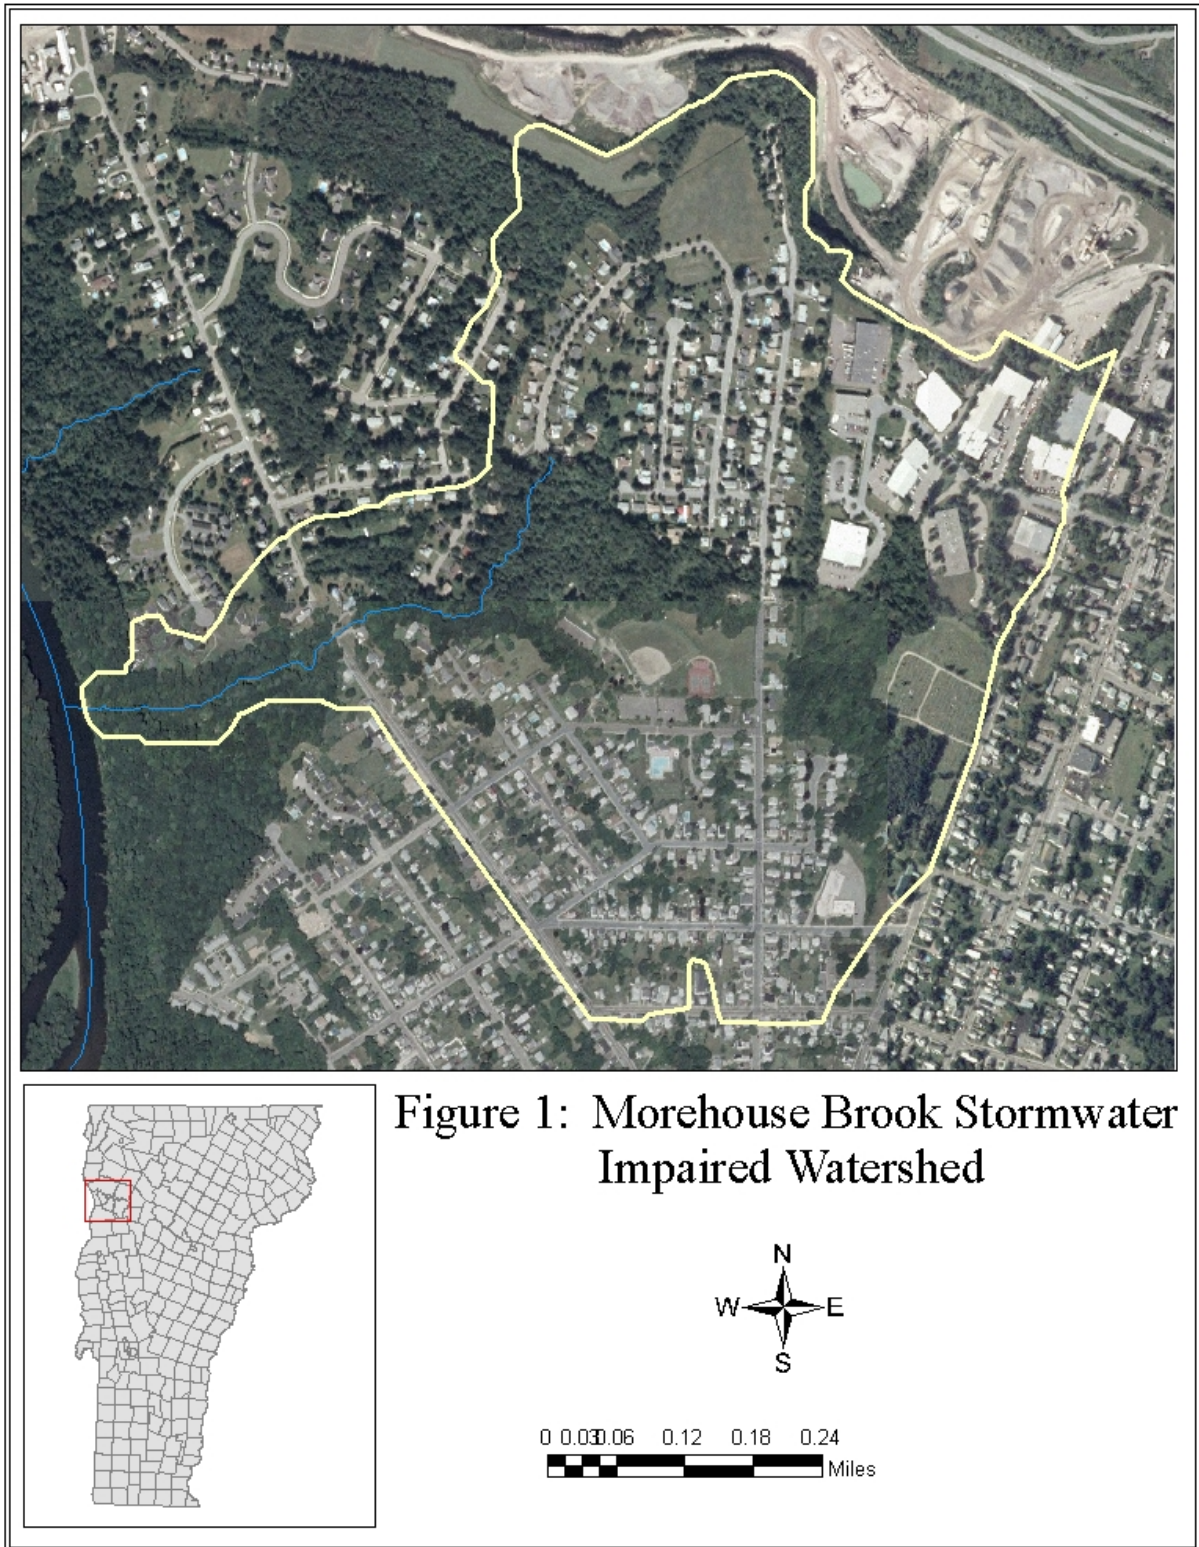 Figure 1: Morehouse Brook Stormwater
Impaired Watershed
N
W E
S
0 0.03 0.06 0.12 0.18 0.24
Miles